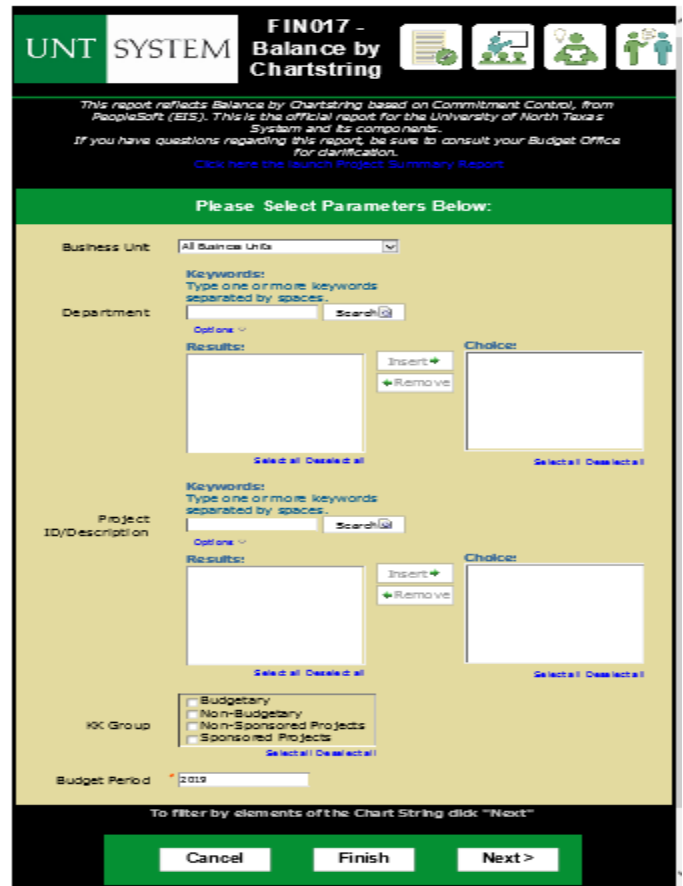 UNT SYSTEM
FIN017 -
Balance by
Chartstring
This report reflects Balance by Chartstring based on Commitment Control, from
PeopleSoft (EIS). This is the official report for the University of North Texas
System and its components.
If you have questions regarding this report, be sure to consult your Budget Office
for clarification.
Click here the launch Project Summary Report
Please Select Parameters Below:
Business Unit
All Business Units
Keywords:
Type one or more keywords
separated by spaces.
Department
Search
Options
Results:
Choice:
Insert
Remove
Select all Deselect all
Select all Deselect all
Keywords:
Type one or more keywords
separated by spaces.
Project
ID/Description
Search
Options
Results:
Choice:
Insert
Remove
Select all Deselect all
Select all Deselect all
KK Group
Budgetary
Non-Budgetary
Non-Sponsored Projects
Sponsored Projects
Select all Deselect all
Budget Period
* 2019
To filter by elements of the Chart String click "Next"
Cancel
Finish
Next >